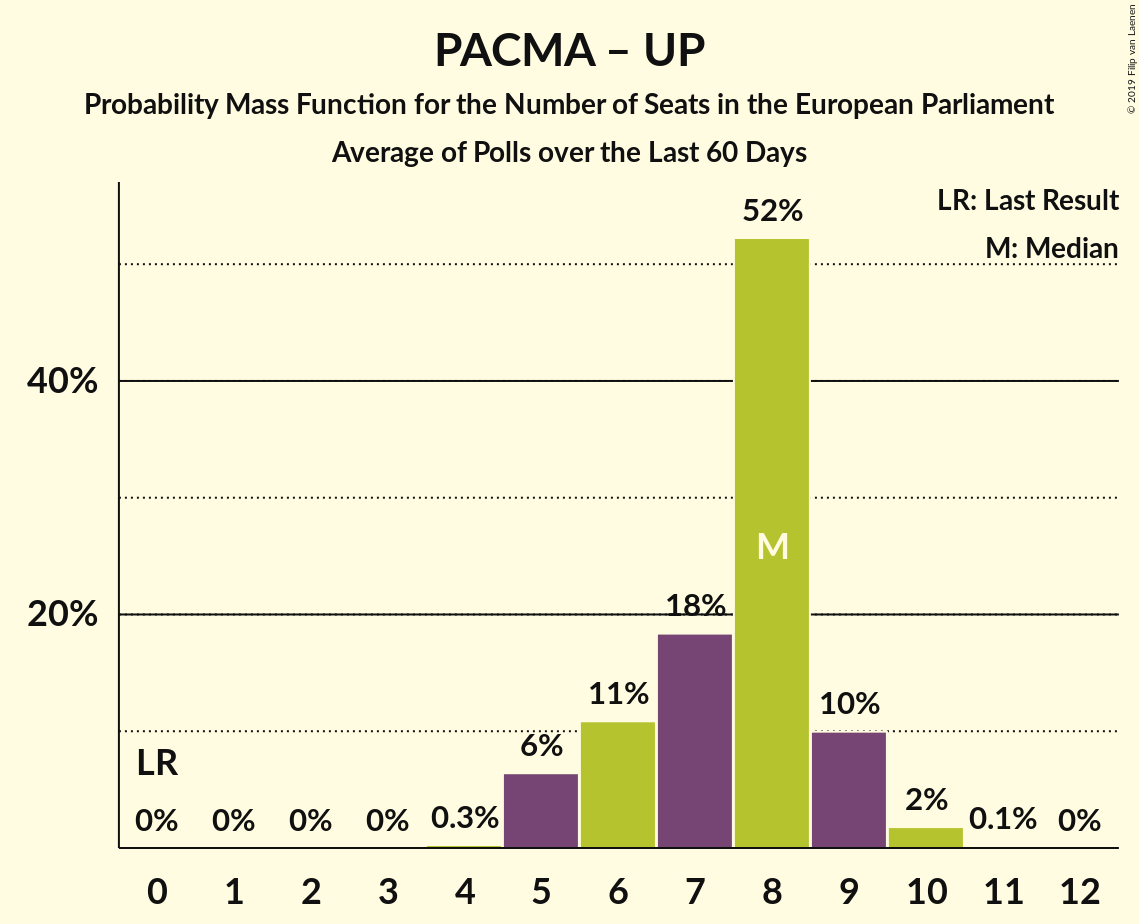 PACMA – UP
Probability Mass Function for the Number of Seats in the European Parliament
Average of Polls over the Last 60 Days
© 2019 Filip van Laenen
LR: Last Result
M: Median
52%
40%
M
20%
18%
11%
10%
6%
LR
2%
0% 0% 0% 0% 0.3% 0.1% 0%
0 1 2 3 4 5 6 7 8 9 10 11 12